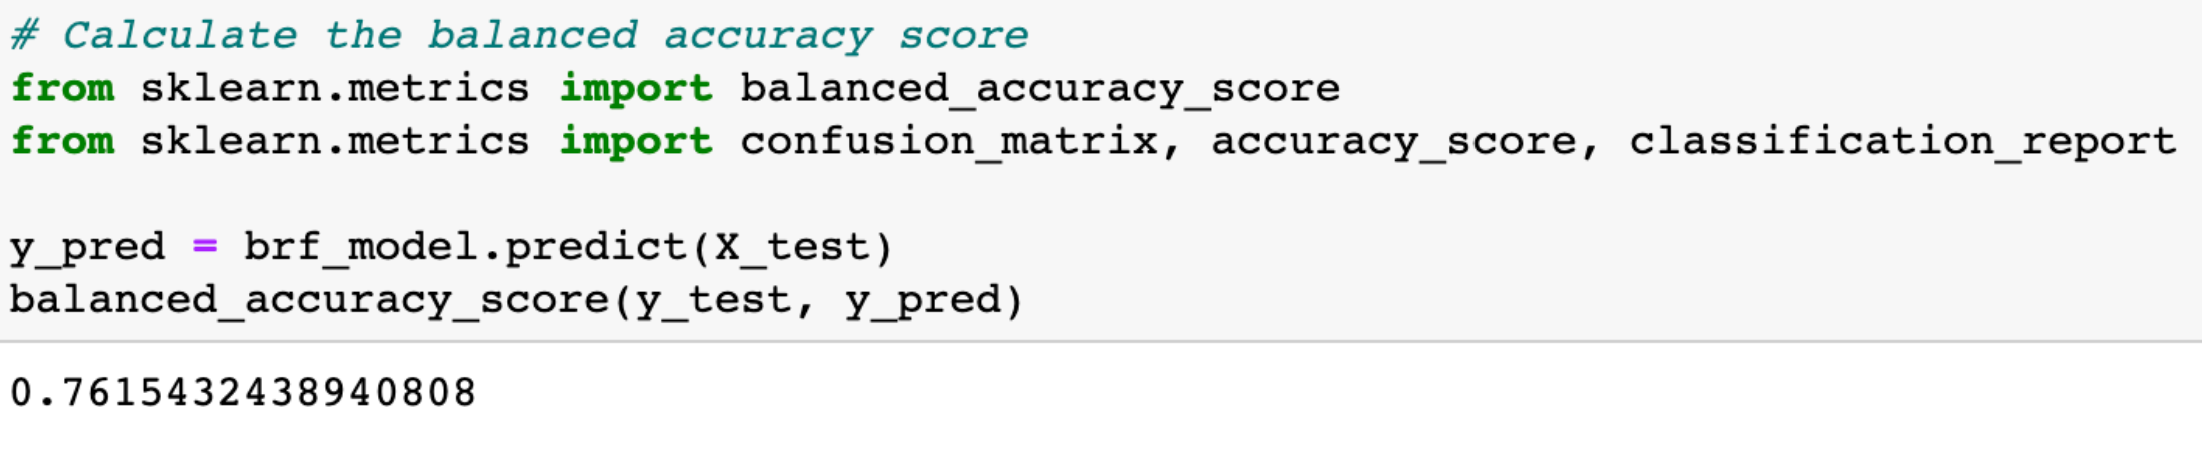 # Calculate the balanced accuracy score
from sklearn.metrics import balanced_accuracy_score
from sklearn.metrics import confusion_matrix, accuracy_score, classification_report
y_pred = brf_model.predict(X_test)
balanced_accuracy_score(y_test, y_pred)
0.7615432438940808